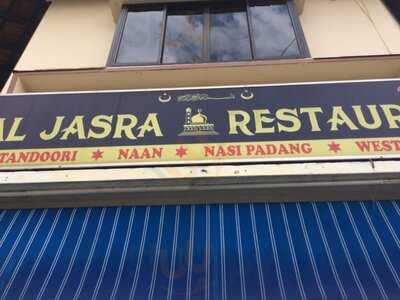 AL JASRA RESTAUR
TANDOORI ★ NAAN ★ NASI PADANG ★ WEST